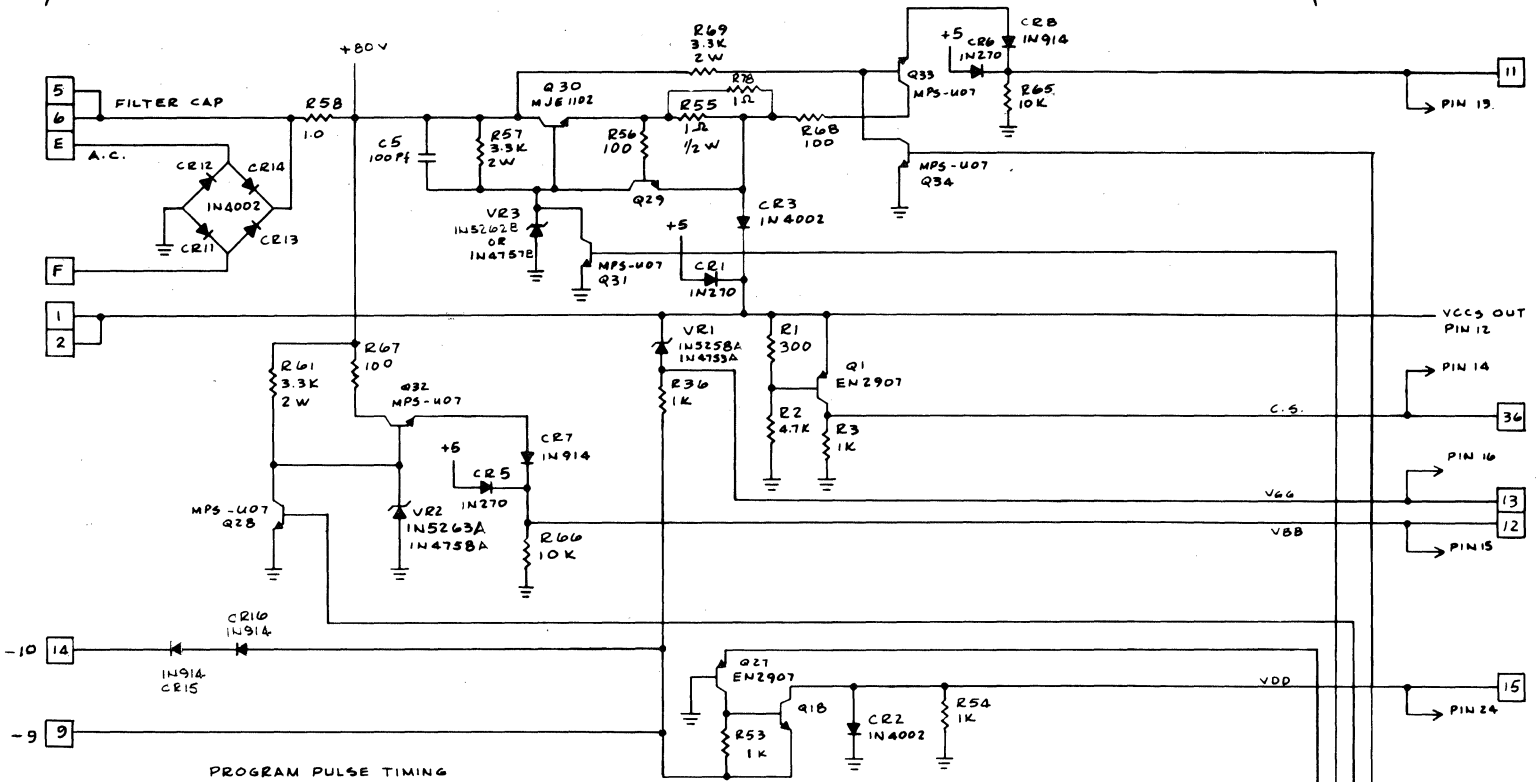 +80V
R69
3.3K
2W
CR8
1N914
+5
CR6
1N270
5
6
E
FILTER CAP
A.C.
R58
1.0
Q30
MJE1102
R78
1Ω
R55
1Ω
1/2 W
Q33
MPS-U07
R65
10K
11
PIN 13.
C5
100Pf
R57
3.3K
2W
R56
100
R68
100
CR12
CR14
1N4002
CR11
CR13
MPS-U07
Q34
Q29
VR3
1N5262B
OR
1N4757B
CR3
1N4002
+5
MPS-U07
Q31
CR1
1N270
F
1
2
VCCS OUT
PIN 12
R61
3.3K
2W
R67
100
Q32
MPS-U07
VR1
1N5258A
1N4753A
R36
1K
R1
300
Q1
EN2907
PIN 14
R2
4.7K
R3
1K
C.S.
36
+5
CR7
1N914
CR5
1N270
PIN 16
MPS-U07
Q28
VR2
1N5263A
1N4758A
R66
10K
VGG
13
VBB
12
PIN 15
CR16
1N914
-10
14
1N914
CR15
Q27
EN2907
VDD
15
Q18
CR2
1N4002
R54
1K
PIN 24
-9
9
R53
1K
PROGRAM PULSE TIMING